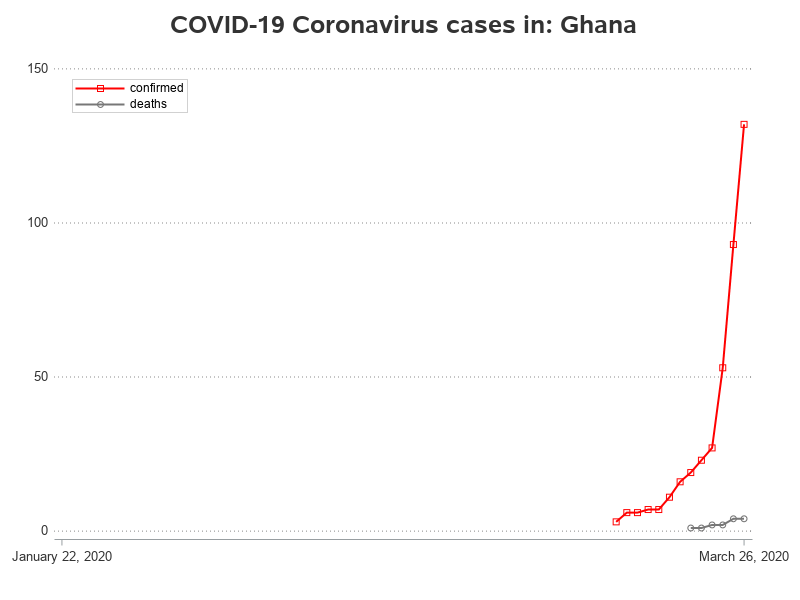 COVID-19 Coronavirus cases in: Ghana
150
confirmed
deaths
100
50
0
January 22, 2020
March 26, 2020